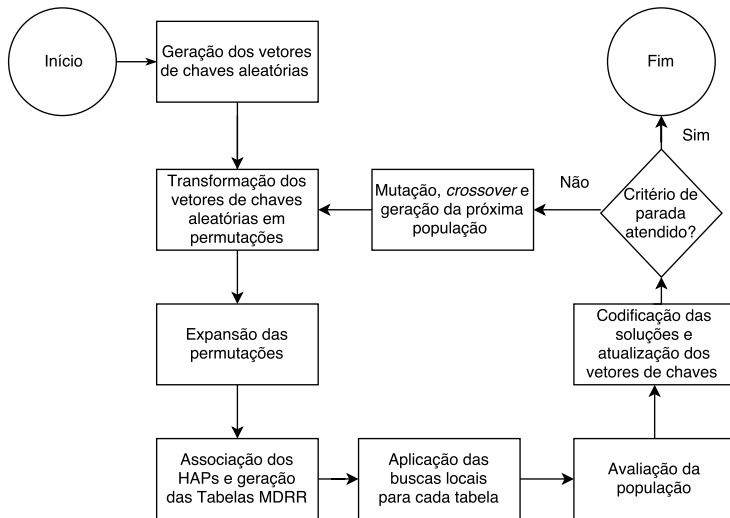 Início
Geração dos vetores
de chaves aleatórias
Transformação dos
vetores de chaves
aleatórias em
permutações
Expansão das
permutações
Associação dos
HAPs e geração
das Tabelas MDRR
Aplicação das
buscas locais
para cada tabela
Avaliação da
população
Codificação das
soluções e
atualização dos
vetores de chaves
Critério de
parada
atendido?
Não
Mutação, crossover e
geração da próxima
população
Sim
Fim